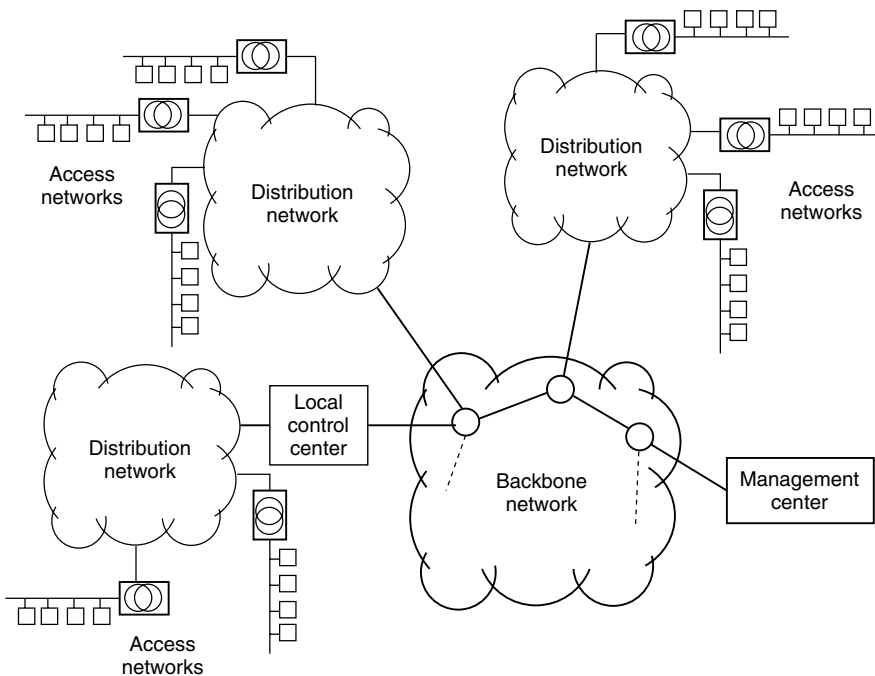 Access
networks
Distribution
network
Distribution
network
Access
networks
Distribution
network
Local
control
center
Backbone
network
Management
center
Access
networks